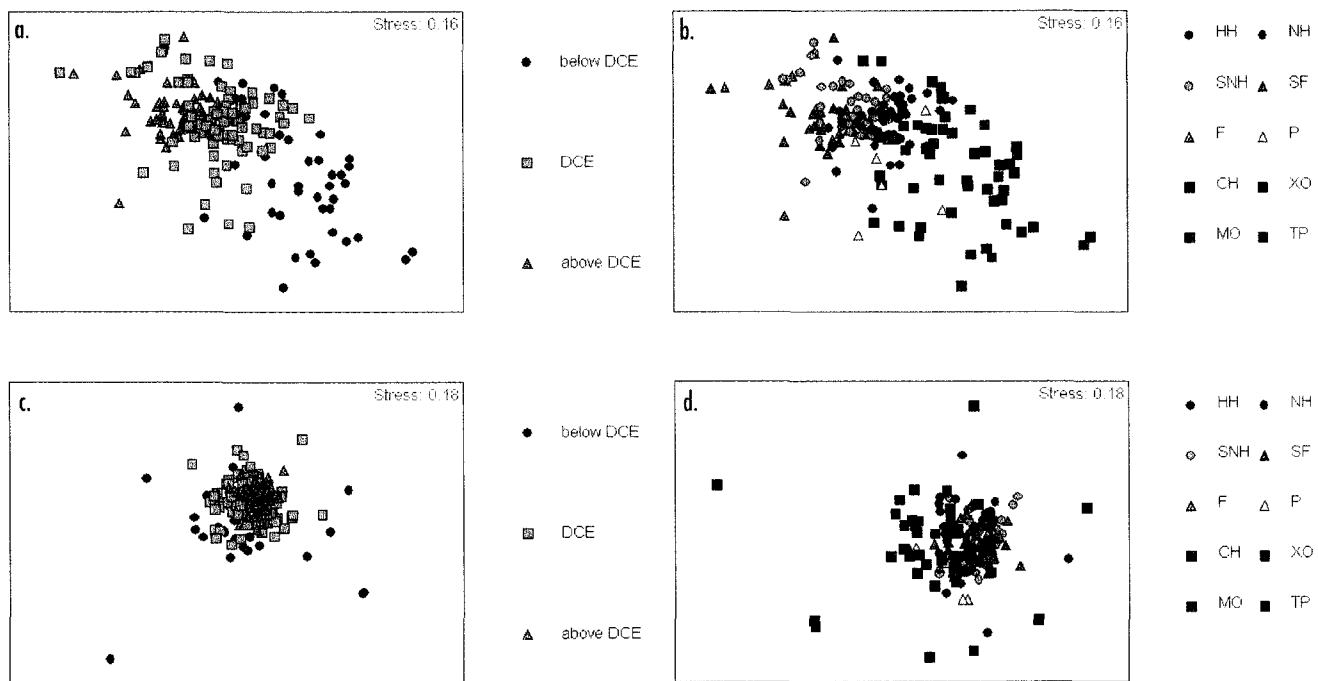 a.
Stress: 0.16
below DCE
DCE
above DCE
b.
Stress: 0.16
HH NH
SNH SF
F P
CH XO
MO TP
c.
Stress: 0.18
below DCE
DCE
above DCE
d.
Stress: 0.18
HH NH
SNH SF
F P
CH XO
MO TP